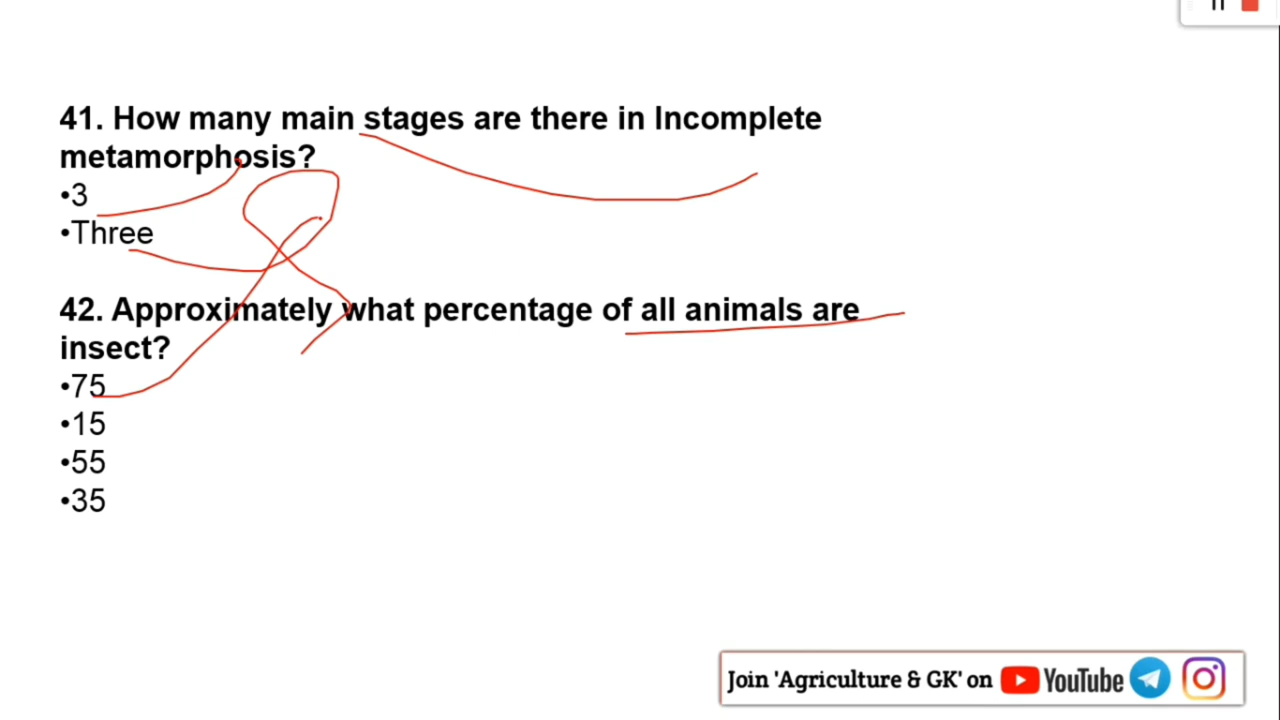 41. How many main stages are there in Incomplete
metamorphosis?
•3
•Three
42. Approximately what percentage of all animals are
insect?
•75
•15
•55
•35
Join 'Agriculture & GK' on YouTube